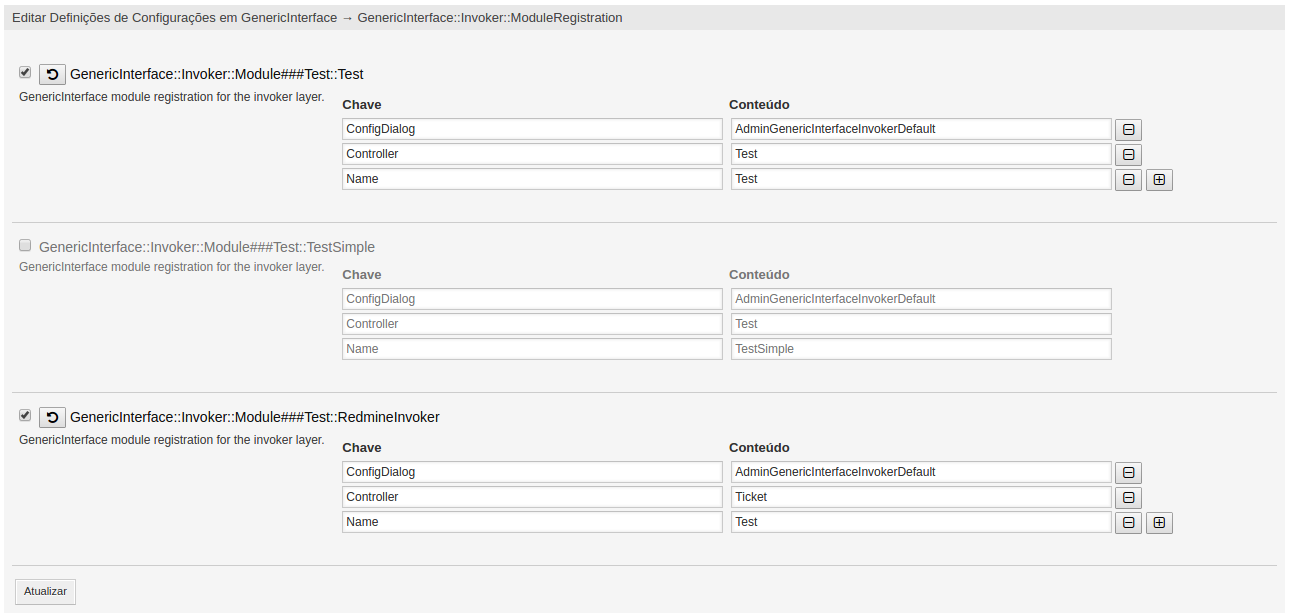 Editar Definições de Configurações em GenericInterface → GenericInterface::Invoker::ModuleRegistration
GenericInterface::Invoker::Module###Test::Test
GenericInterface module registration for the invoker layer.
Chave Conteúdo
ConfigDialog AdminGenericInterfaceInvokerDefault
Controller Test
Name Test
GenericInterface::Invoker::Module###Test::TestSimple
GenericInterface module registration for the invoker layer.
Chave Conteúdo
ConfigDialog AdminGenericInterfaceInvokerDefault
Controller Test
Name TestSimple
GenericInterface::Invoker::Module###Test::RedmineInvoker
GenericInterface module registration for the invoker layer.
Chave Conteúdo
ConfigDialog AdminGenericInterfaceInvokerDefault
Controller Ticket
Name Test
Atualizar